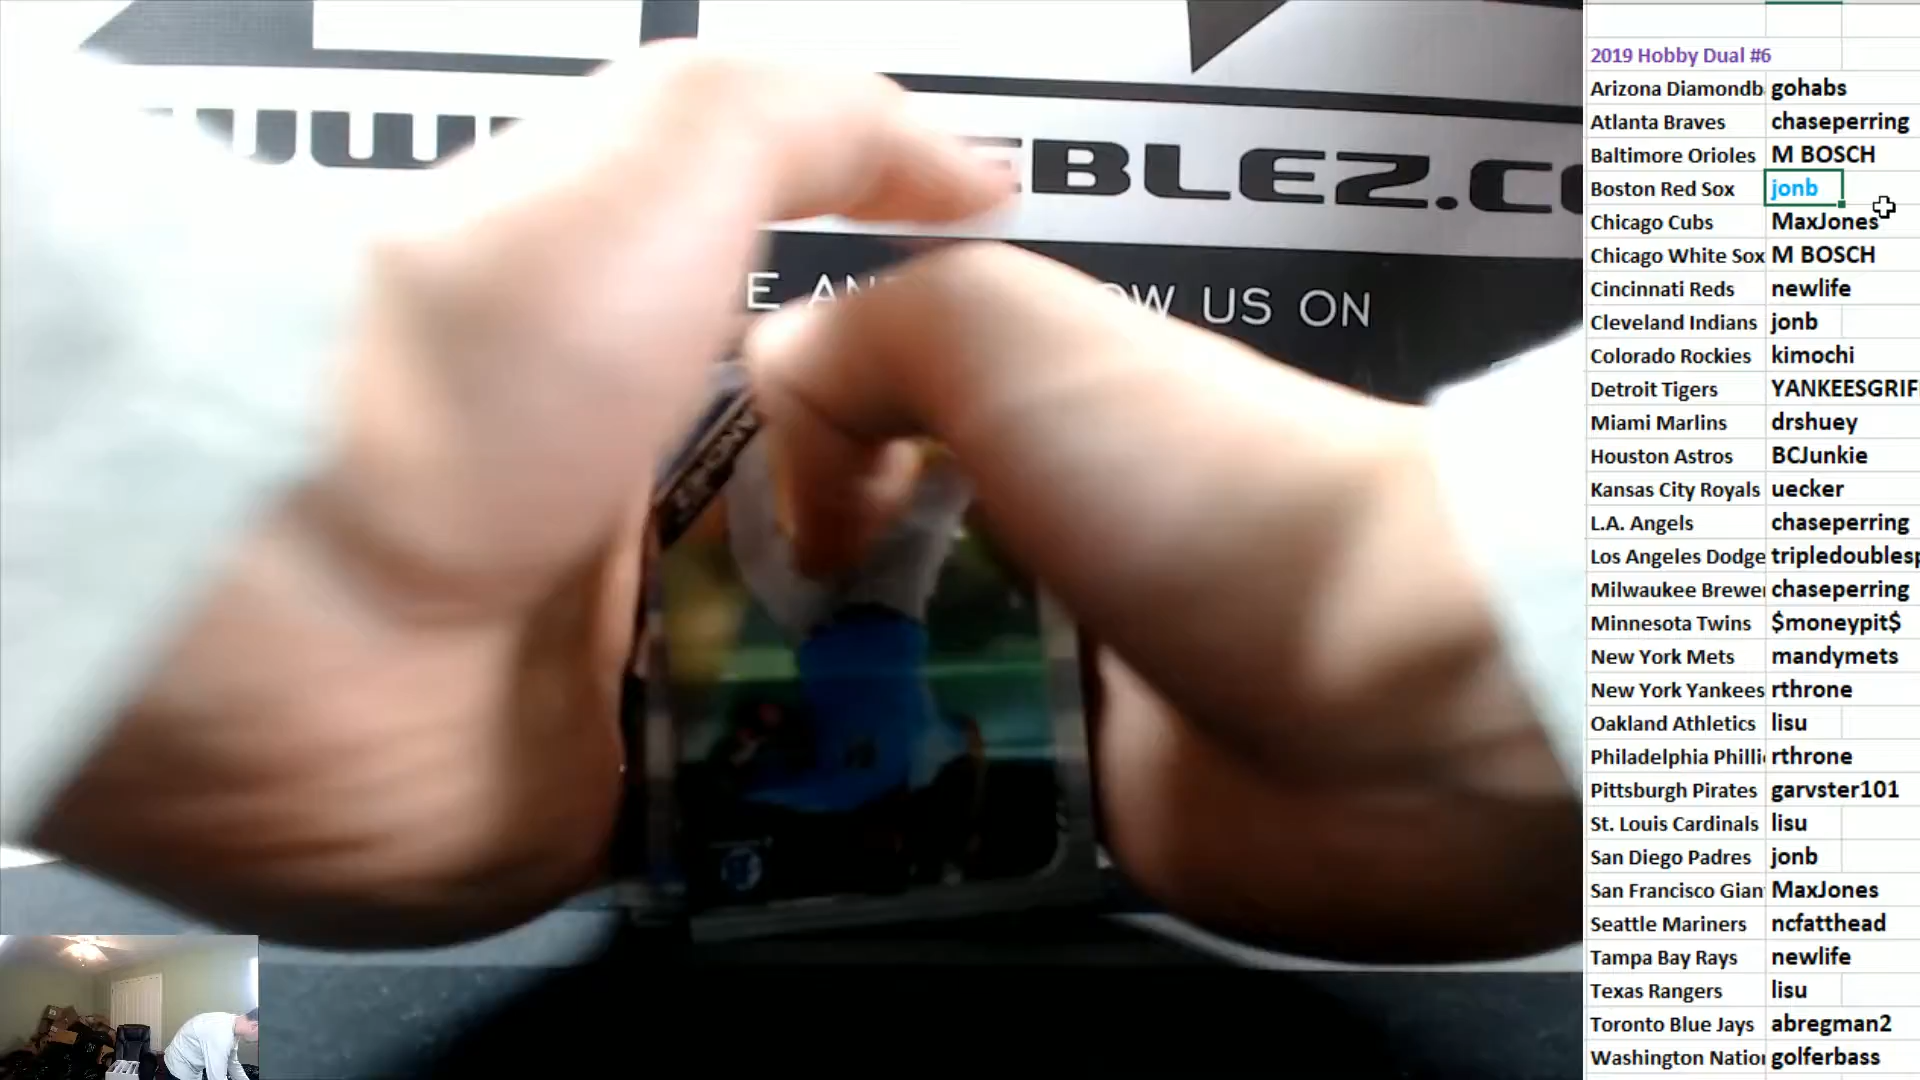 EBLEZ.C
E AN OW US ON
2019 Hobby Dual #6
Arizona Diamondb gohabs
Atlanta Braves chaseperring
Baltimore Orioles M BOSCH
Boston Red Sox jonb
Chicago Cubs MaxJones
Chicago White Sox M BOSCH
Cincinnati Reds newlife
Cleveland Indians jonb
Colorado Rockies kimochi
Detroit Tigers YANKEESGRIF
Miami Marlins drshuey
Houston Astros BCJunkie
Kansas City Royals uecker
L.A. Angels chaseperring
Los Angeles Dodge tripledoublesp
Milwaukee Brewer chaseperring
Minnesota Twins $moneypit$
New York Mets mandymets
New York Yankees rthrone
Oakland Athletics lisu
Philadelphia Philli rthrone
Pittsburgh Pirates garvster101
St. Louis Cardinals lisu
San Diego Padres jonb
San Francisco Gian MaxJones
Seattle Mariners ncfatthead
Tampa Bay Rays newlife
Texas Rangers lisu
Toronto Blue Jays abregman2
Washington Natio golferbass